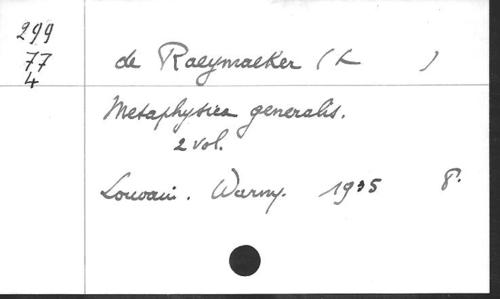 299
77
4
de Raeymaeker (L )
Metaphysica generalis.
2 vol.
Louvain. Warny. 1935 8°.